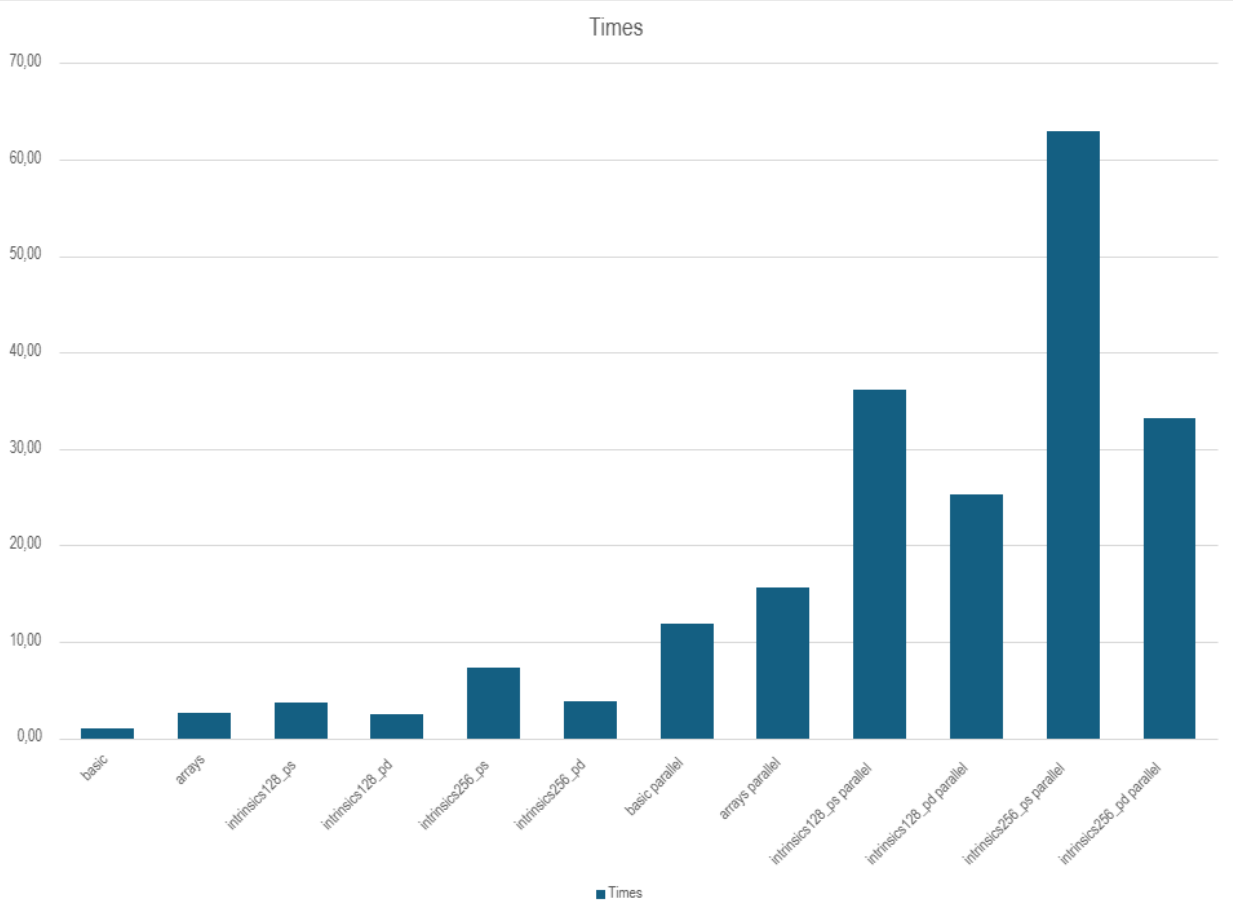 Times
70,00
60,00
50,00
40,00
30,00
20,00
10,00
0,00
basic
arrays
intrinsics128_ps
intrinsics128_pd
intrinsics256_ps
intrinsics256_pd
basic parallel
arrays parallel
intrinsics128_ps parallel
intrinsics128_pd parallel
intrinsics256_ps parallel
intrinsics256_pd parallel
Times